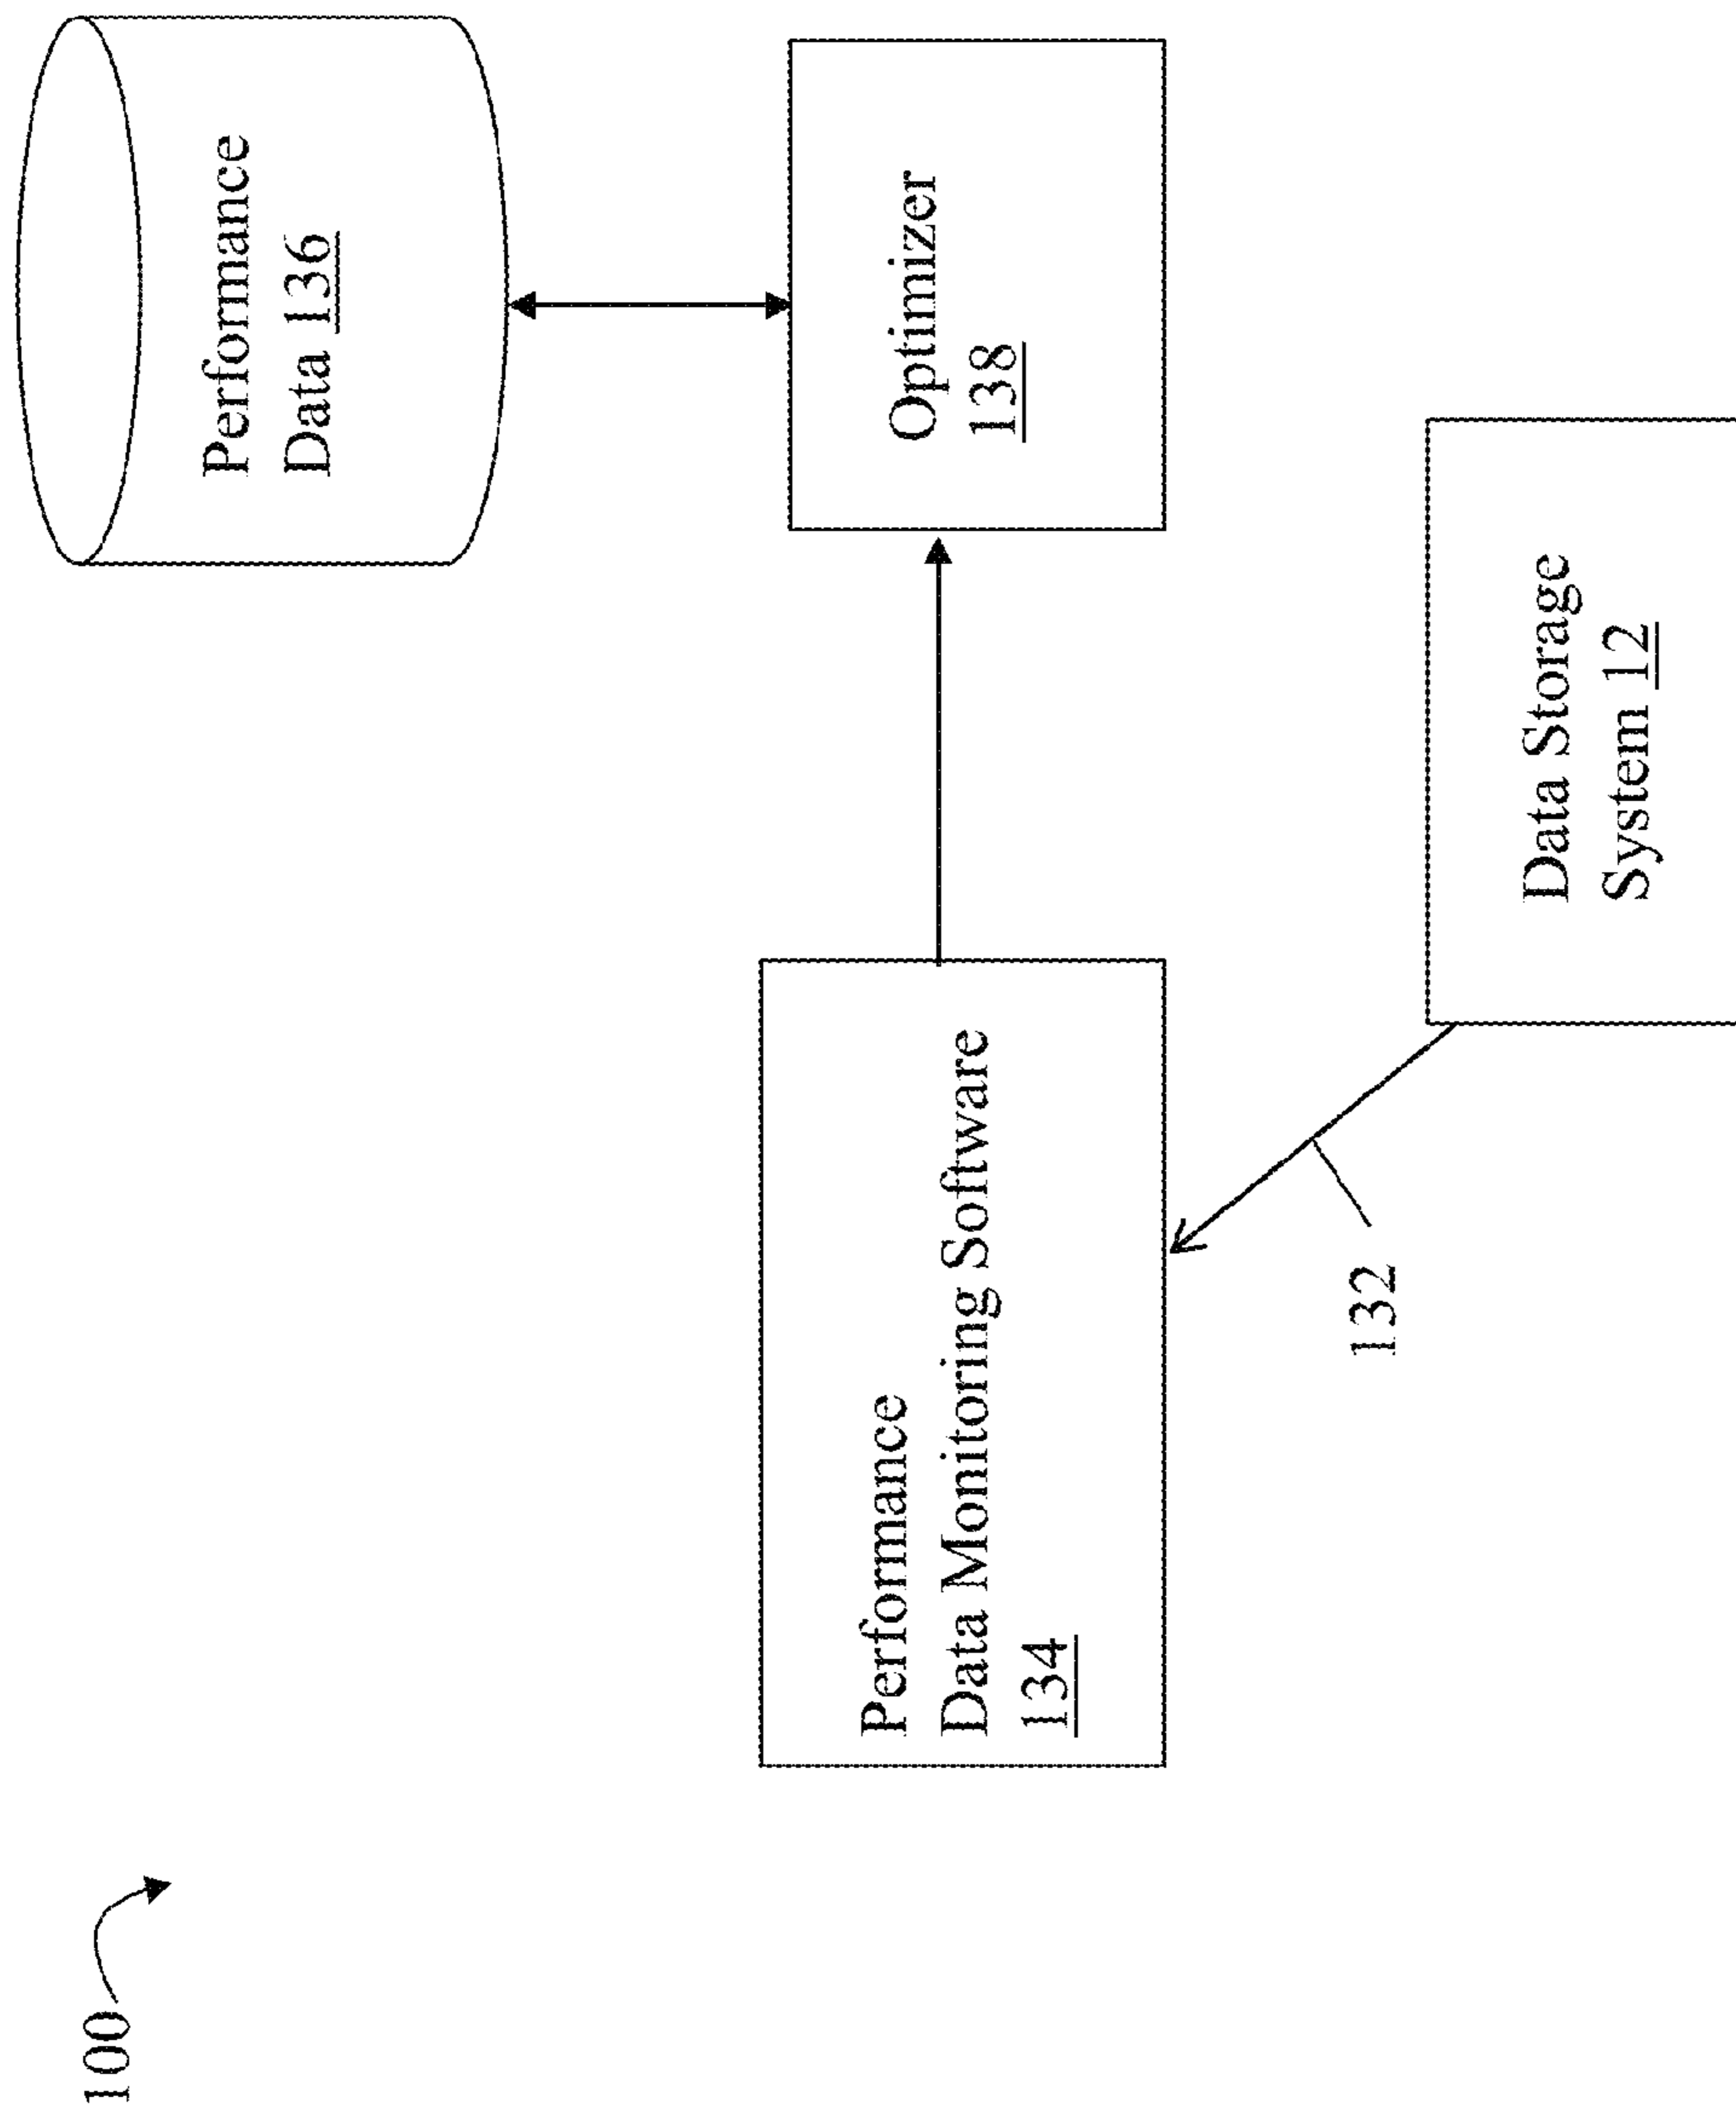 100
Performance
Data 136
Performance
Data Monitoring Software
134
Optimizer
138
132
Data Storage
System 12